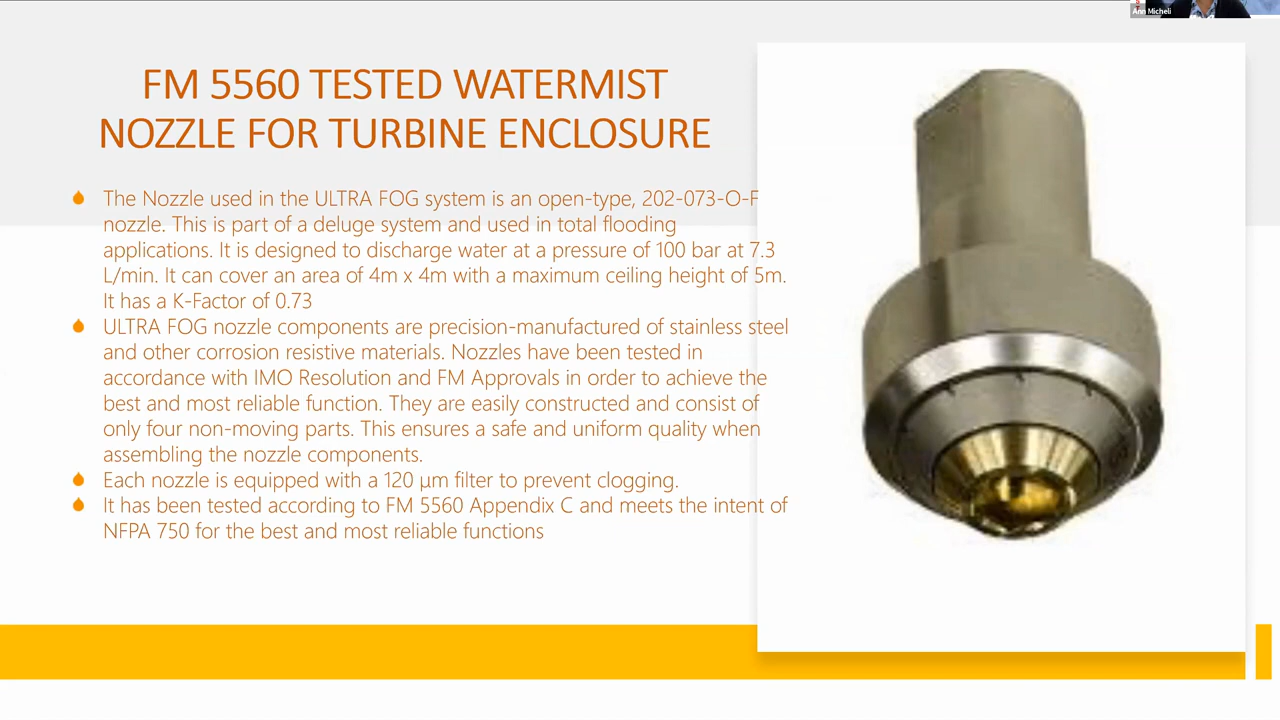 Ann Micheli
FM 5560 TESTED WATERMIST
NOZZLE FOR TURBINE ENCLOSURE
The Nozzle used in the ULTRA FOG system is an open-type, 202-073-O-F
nozzle. This is part of a deluge system and used in total flooding
applications. It is designed to discharge water at a pressure of 100 bar at 7.3
L/min. It can cover an area of 4m x 4m with a maximum ceiling height of 5m.
It has a K-Factor of 0.73
ULTRA FOG nozzle components are precision-manufactured of stainless steel
and other corrosion resistive materials. Nozzles have been tested in
accordance with IMO Resolution and FM Approvals in order to achieve the
best and most reliable function. They are easily constructed and consist of
only four non-moving parts. This ensures a safe and uniform quality when
assembling the nozzle components.
Each nozzle is equipped with a 120 µm filter to prevent clogging.
It has been tested according to FM 5560 Appendix C and meets the intent of
NFPA 750 for the best and most reliable functions